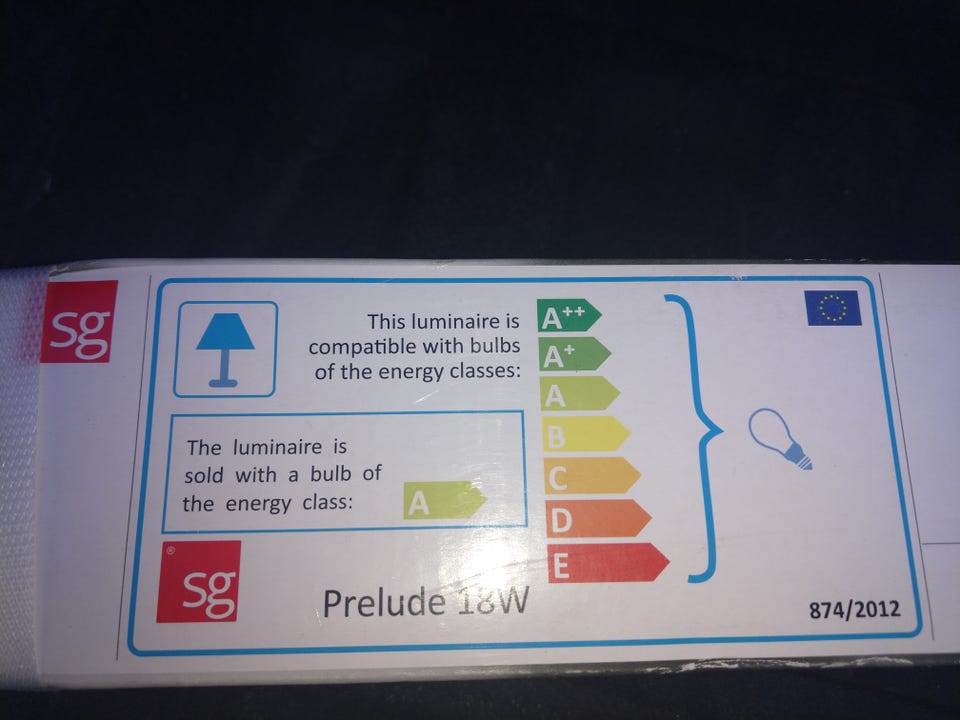 sg
This luminaire is
compatible with bulbs
of the energy classes:
A++
A+
A
B
C
D
E
The luminaire is
sold with a bulb of
the energy class:
A
® sg
Prelude 18W
874/2012